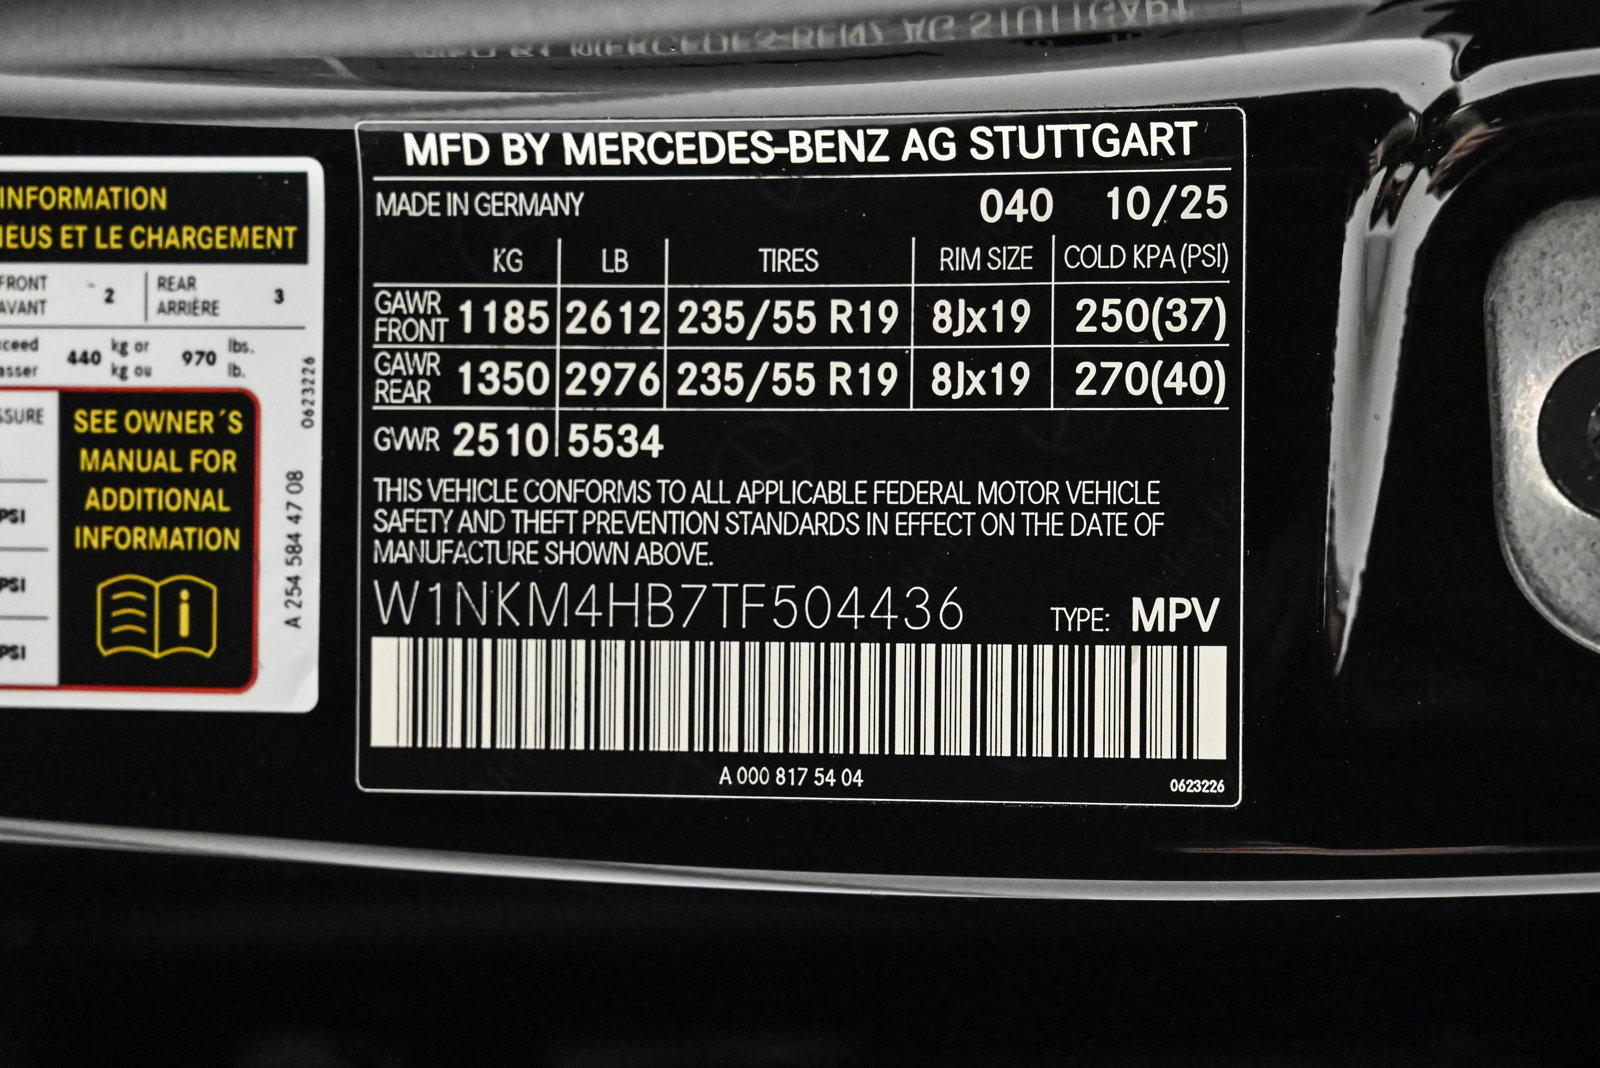 INFORMATION
NEUS ET LE CHARGEMENT
FRONT
AVANT
2
REAR
ARRIÈRE
3
440
kg or
kg ou
970
lbs.
lb.
0623226
SEE OWNER´S
MANUAL FOR
ADDITIONAL
INFORMATION
PSI
PSI
PSI
A 254 584 47 08
MFD BY MERCEDES-BENZ AG STUTTGART
MADE IN GERMANY 040 10/25
KG LB TIRES RIM SIZE COLD KPA (PSI)
GAWR FRONT 1185 2612 235/55 R19 8Jx19 250(37)
GAWR REAR 1350 2976 235/55 R19 8Jx19 270(40)
GVWR 2510 5534
THIS VEHICLE CONFORMS TO ALL APPLICABLE FEDERAL MOTOR VEHICLE
SAFETY AND THEFT PREVENTION STANDARDS IN EFFECT ON THE DATE OF
MANUFACTURE SHOWN ABOVE.
W1NKM4HB7TF504436 TYPE: MPV
A 000 817 54 04
0623226